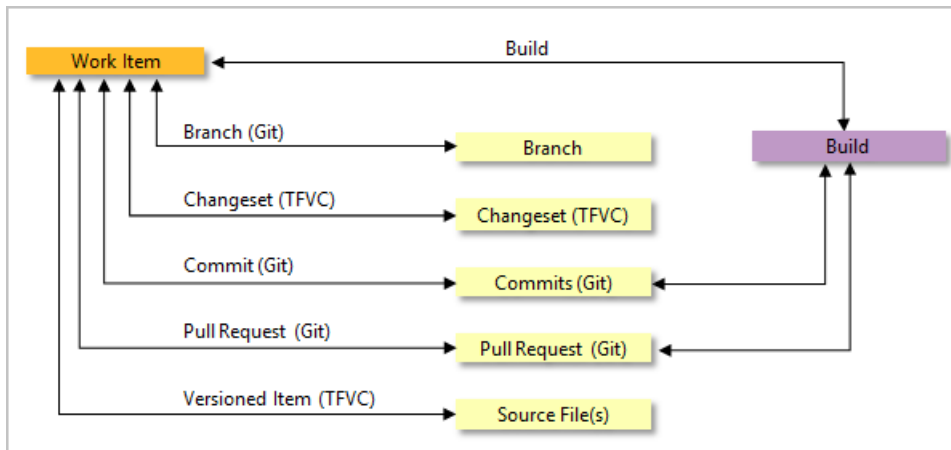 Build
Work Item
Branch (Git)
Branch
Build
Changeset (TFVC)
Changeset (TFVC)
Commit (Git)
Commits (Git)
Pull Request (Git)
Pull Request (Git)
Versioned Item (TFVC)
Source File(s)